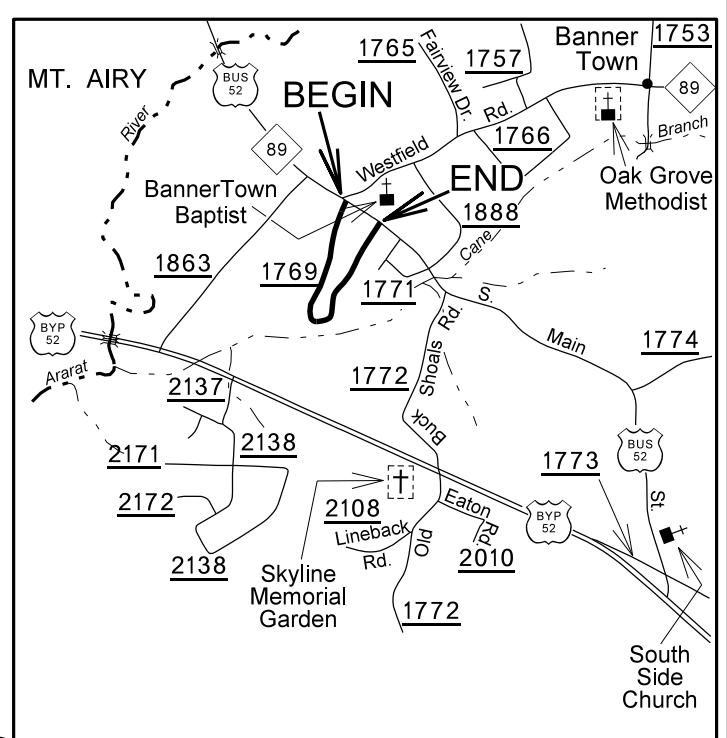 1765
Fairview Dr.
1757
Banner
Town
1753
MT. AIRY
BUS
52
BEGIN
89
River
89
Rd.
1766
Branch
Westfield
BannerTown
Baptist
END
Oak Grove
Methodist
1888
Cane
1863
1769
1771
S.
BYP
52
Main
1774
Ararat
Rd.
Shoals
1772
Buck
2137
2138
BUS
52
2171
1773
2172
2108
Eaton
Rd.
BYP
52
St.
Lineback
Rd.
Old
2010
2138
Skyline
Memorial
Garden
1772
South
Side
Church